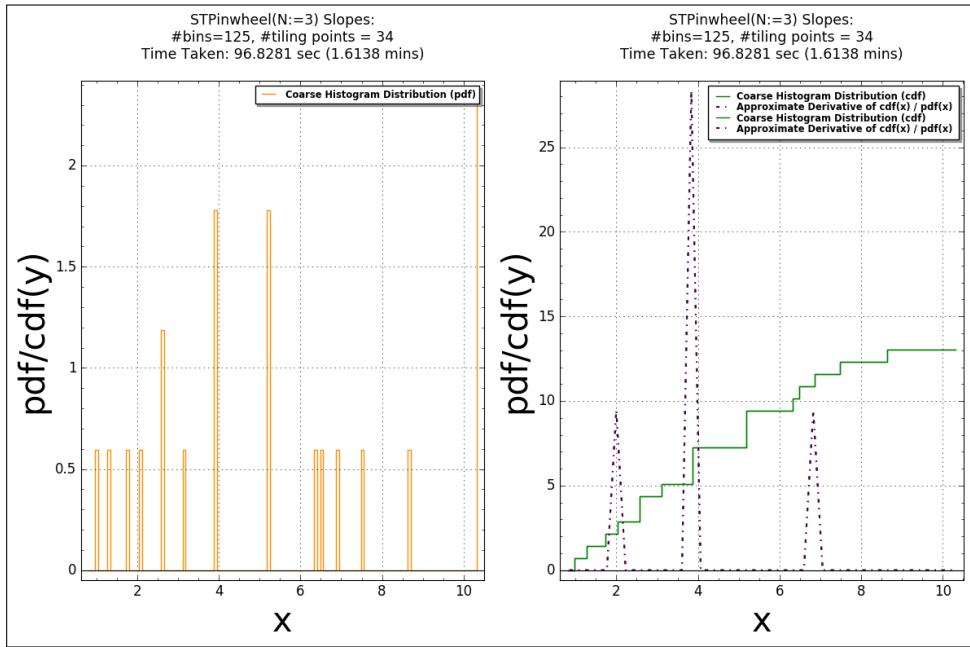 STPinwheel(N:=3) Slopes:
#bins=125, #tiling points = 34
Time Taken: 96.8281 sec (1.6138 mins)
Coarse Histogram Distribution (pdf)
pdf/cdf(y)
2
1.5
1
0.5
0
2
4
6
8
10
x
STPinwheel(N:=3) Slopes:
#bins=125, #tiling points = 34
Time Taken: 96.8281 sec (1.6138 mins)
Coarse Histogram Distribution (cdf)
Approximate Derivative of cdf(x) / pdf(x)
Coarse Histogram Distribution (cdf)
Approximate Derivative of cdf(x) / pdf(x)
pdf/cdf(y)
25
20
15
10
5
0
2
4
6
8
10
x